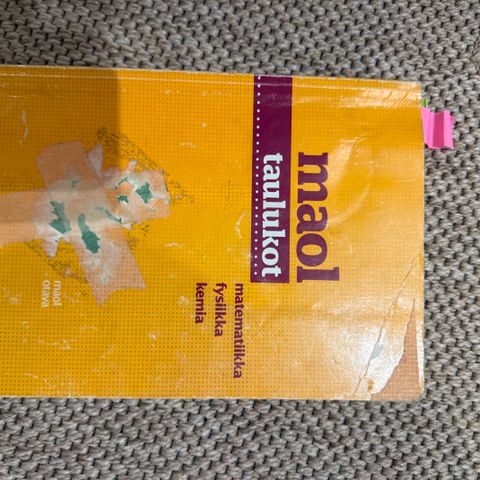 maol
taulukot
matematiikka
fysiikka
kemia
maol
otava